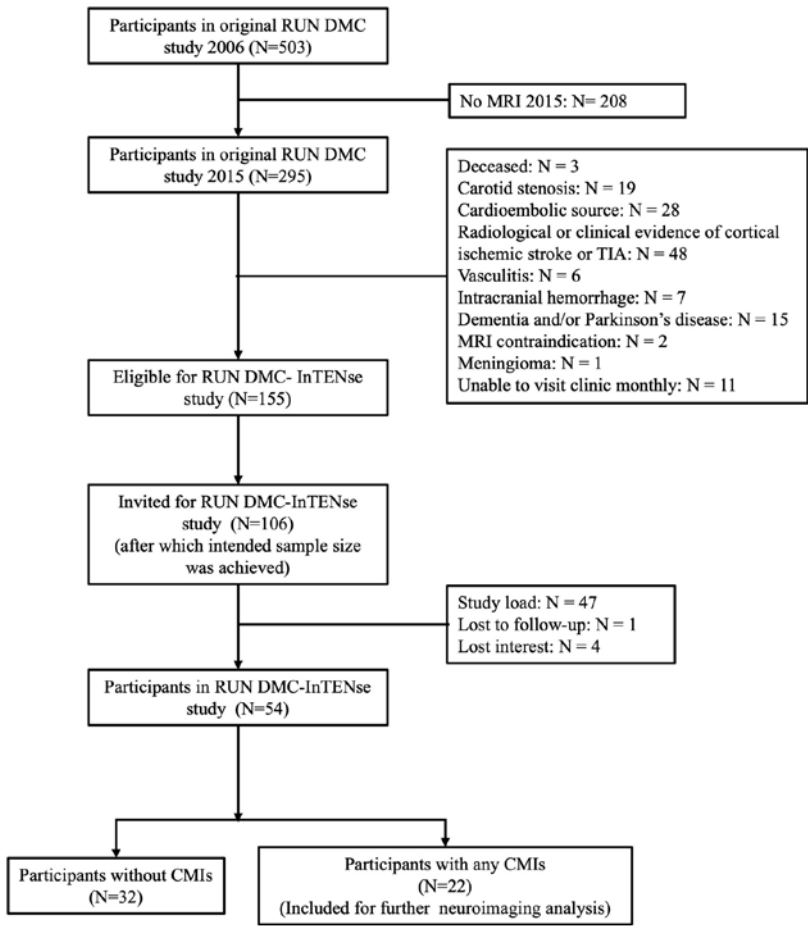 Participants in original RUN DMC
study 2006 (N=503)
No MRI 2015: N= 208
Participants in original RUN DMC
study 2015 (N=295)
Deceased: N = 3
Carotid stenosis: N = 19
Cardioembolic source: N = 28
Radiological or clinical evidence of cortical
ischemic stroke or TIA: N = 48
Vasculitis: N = 6
Intracranial hemorrhage: N = 7
Dementia and/or Parkinson's disease: N = 15
MRI contraindication: N = 2
Meningioma: N = 1
Unable to visit clinic monthly: N = 11
Eligible for RUN DMC- InTENse
study (N=155)
Invited for RUN DMC-InTENse
study (N=106)
(after which intended sample size
was achieved)
Study load: N = 47
Lost to follow-up: N = 1
Lost interest: N = 4
Participants in RUN DMC-InTENse
study (N=54)
Participants without CMIs
(N=32)
Participants with any CMIs
(N=22)
(Included for further neuroimaging analysis)